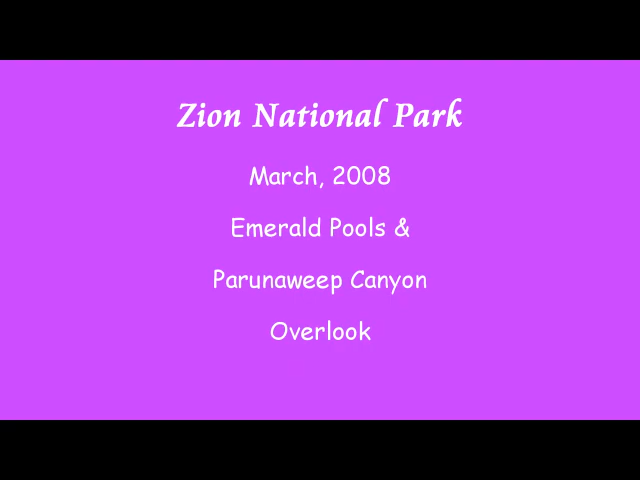 Zion National Park
March, 2008
Emerald Pools &
Parunaweep Canyon
Overlook